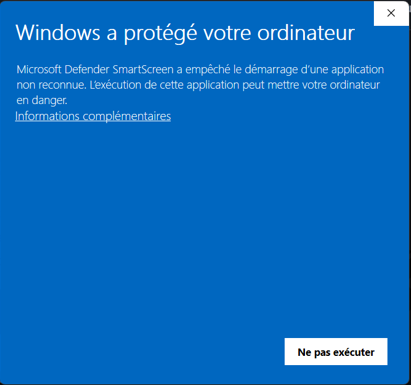 Windows a protégé votre ordinateur
Microsoft Defender SmartScreen a empêché le démarrage d'une application
non reconnue. L'exécution de cette application peut mettre votre ordinateur
en danger.
Informations complémentaires
Ne pas exécuter